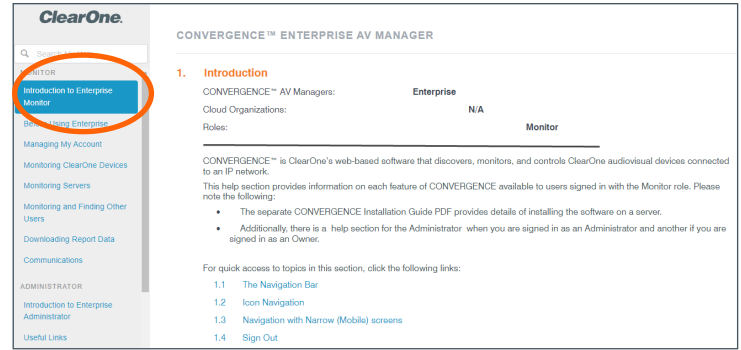 ClearOne.
Search
MONITOR
Introduction to Enterprise
Monitor
Before Using Enterprise
Managing My Account
Monitoring ClearOne Devices
Monitoring Servers
Monitoring and Finding Other
Users
Downloading Report Data
Communications
ADMINISTRATOR
Introduction to Enterprise
Administrator
Useful Links
CONVERGENCE™ ENTERPRISE AV MANAGER
1. Introduction
CONVERGENCE™ AV Managers: Enterprise
Cloud Organizations: N/A
Roles: Monitor
CONVERGENCE™ is ClearOne's web-based software that discovers, monitors, and controls ClearOne audiovisual devices connected
to an IP network.
This help section provides information on each feature of CONVERGENCE available to users signed in with the Monitor role. Please
note the following:
• The separate CONVERGENCE Installation Guide PDF provides details of installing the software on a server.
• Additionally, there is a help section for the Administrator when you are signed in as an Administrator and another if you are
signed in as an Owner.
For quick access to topics in this section, click the following links:
1.1 The Navigation Bar
1.2 Icon Navigation
1.3 Navigation with Narrow (Mobile) screens
1.4 Sign Out